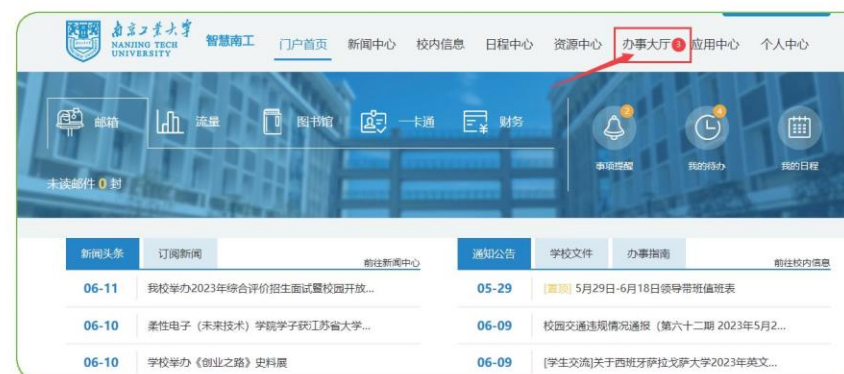 南京工业大学
NANJING TECH
UNIVERSITY
智慧南工 门户首页 新闻中心 校内信息 日程中心 资源中心 办事大厅 3 应用中心 个人中心
邮箱 流量 图书馆 一卡通 财务
2 4
事项提醒 我的待办 我的日程
未读邮件 0 封
新闻头条 订阅新闻 前往新闻中心
06-11 我校举办2023年综合评价招生面试暨校园开放...
06-10 柔性电子（未来技术）学院学子获江苏省大学...
06-10 学校举办《创业之路》史料展
通知公告 学校文件 办事指南 前往校内信息
05-29 [置顶] 5月29日-6月18日领导带班值班表
06-09 校园交通违规情况通报（第六十二期 2023年5月2...
06-09 [学生交流]关于西班牙萨拉戈萨大学2023年英文...